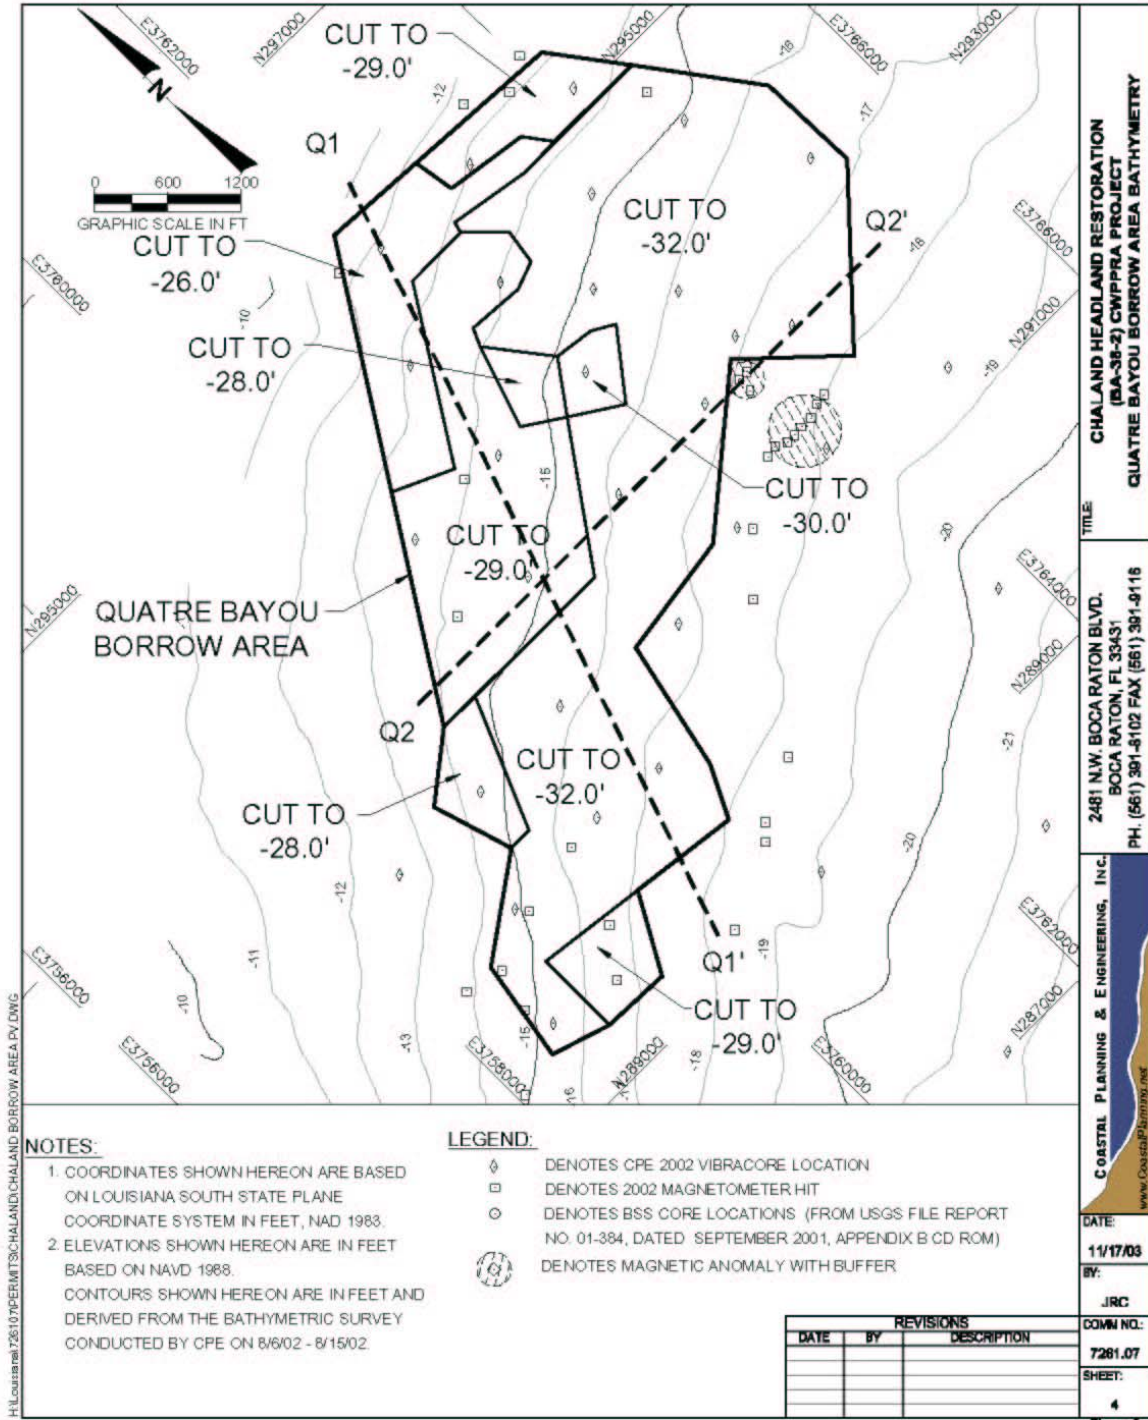 E3762000
N297000
CUT TO
-29.0'
N295000
E3766000
N293000
-16
-12
-17
N
Q1
0 600 1200
GRAPHIC SCALE IN FT
CUT TO
-26.0'
CUT TO
-32.0'
Q2'
E3766000
-18
E3760000
-10
N291000
CUT TO
-28.0'
-19
-15
CUT TO
-30.0'
CUT TO
-29.0'
-20
E3764000
N295000
QUATRE BAYOU
BORROW AREA
N289000
Q2
-21
CUT TO
-32.0'
CUT TO
-28.0'
-20
-12
E3762000
-11
-19
Q1'
E3756000
-10
CUT TO
-29.0'
N287000
-13
-15
E3756000
E3758000
N289000
-18
E3760000
-16
NOTES:
1. COORDINATES SHOWN HEREON ARE BASED
ON LOUISIANA SOUTH STATE PLANE
COORDINATE SYSTEM IN FEET, NAD 1983.
2. ELEVATIONS SHOWN HEREON ARE IN FEET
BASED ON NAVD 1988.
CONTOURS SHOWN HEREON ARE IN FEET AND
DERIVED FROM THE BATHYMETRIC SURVEY
CONDUCTED BY CPE ON 8/6/02 - 8/15/02.
LEGEND:
DENOTES CPE 2002 VIBRACORE LOCATION
DENOTES 2002 MAGNETOMETER HIT
DENOTES BSS CORE LOCATIONS (FROM USGS FILE REPORT
NO. 01-384, DATED SEPTEMBER 2001, APPENDIX B CD ROM)
DENOTES MAGNETIC ANOMALY WITH BUFFER
REVISIONS
DATE BY DESCRIPTION
TITLE:
CHALAND HEADLAND RESTORATION
(BA-38-2) CWPPRA PROJECT
QUATRE BAYOU BORROW AREA BATHYMETRY
2481 N.W. BOCA RATON BLVD.
BOCA RATON, FL 33431
PH. (561) 391-8102 FAX (561) 391-9116
COASTAL PLANNING & ENGINEERING, INC.
www.CoastalPlanning.net
DATE:
11/17/03
BY:
JRC
COMM NO.:
7261.07
SHEET:
4